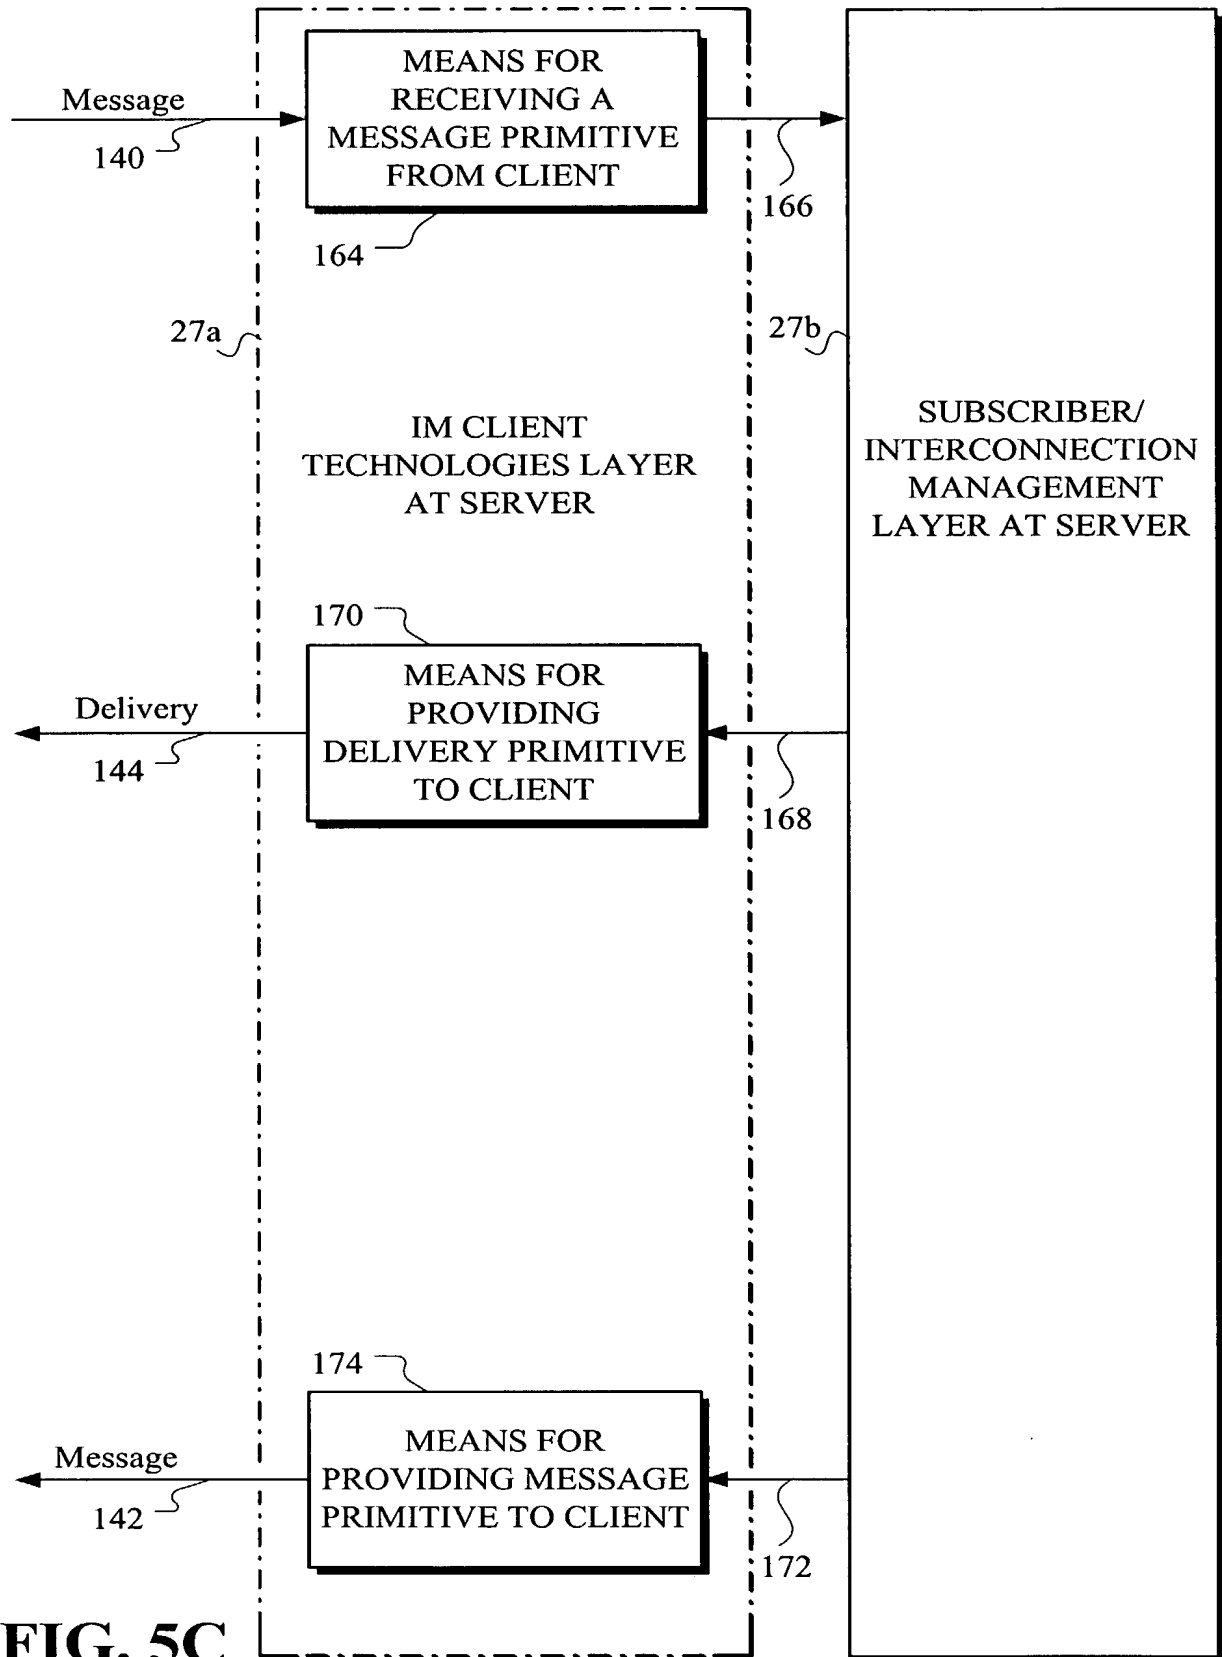 MEANS FOR
RECEIVING A
MESSAGE PRIMITIVE
FROM CLIENT
Message
140
166
164
27a
27b
IM CLIENT
TECHNOLOGIES LAYER
AT SERVER
SUBSCRIBER/
INTERCONNECTION
MANAGEMENT
LAYER AT SERVER
170
MEANS FOR
PROVIDING
DELIVERY PRIMITIVE
TO CLIENT
Delivery
144
168
174
MEANS FOR
PROVIDING MESSAGE
PRIMITIVE TO CLIENT
Message
142
172
FIG. 5C